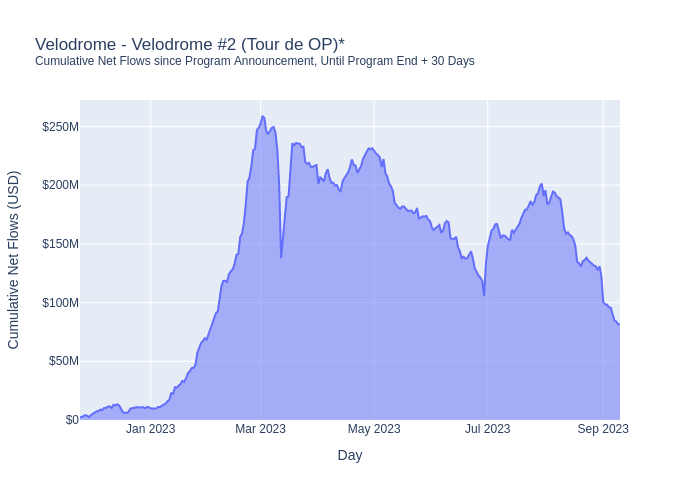 Velodrome - Velodrome #2 (Tour de OP)*
Cumulative Net Flows since Program Announcement, Until Program End + 30 Days
Cumulative Net Flows (USD)
$250M
$200M
$150M
$100M
$50M
$0
Jan 2023 Mar 2023 May 2023 Jul 2023 Sep 2023
Day